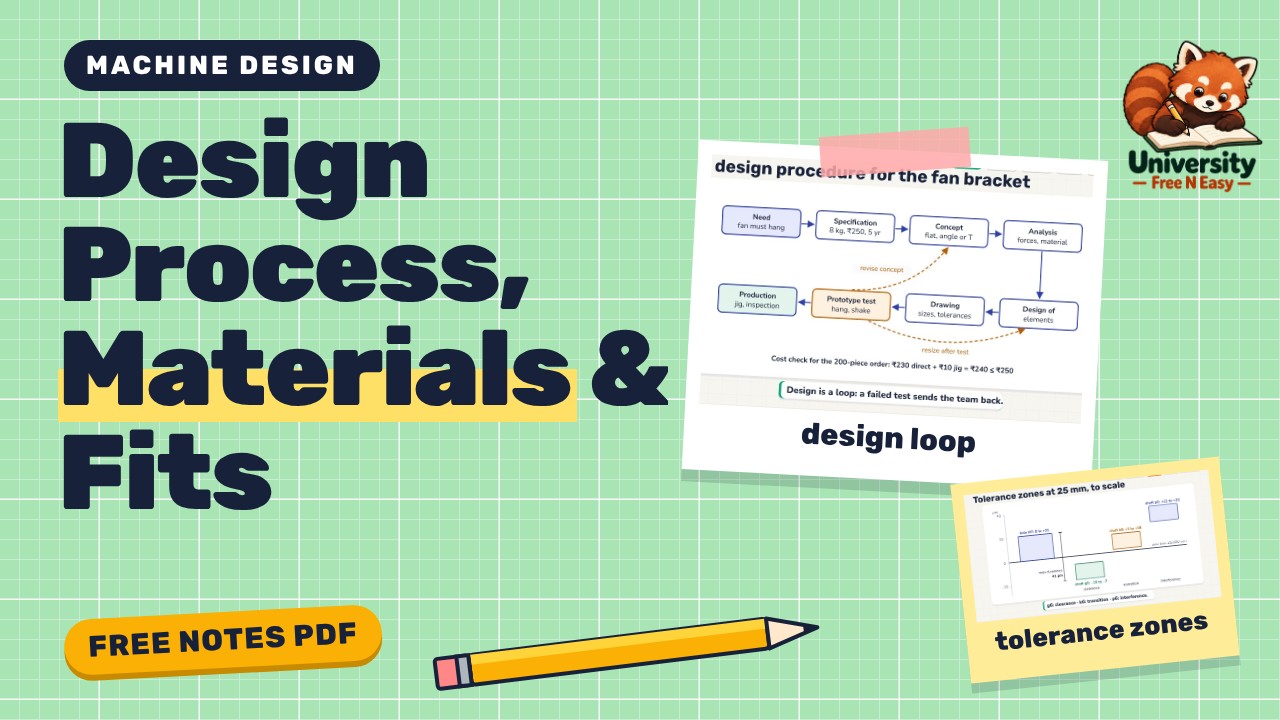 MACHINE DESIGN
Design
Process,
Materials &
Fits
FREE NOTES PDF
University
Free N Easy
design procedure for the fan bracket
Need
fan must hang
Specification
8 kg, ₹250, 5 yr
Concept
flat, angle or T
Analysis
forces, material
revise concept
Production
jig, inspection
Prototype test
hang, shake
Drawing
sizes, tolerances
Design of
elements
resize after test
Cost check for the 200-piece order: ₹230 direct + ₹10 jig = ₹240 ≤ ₹250
Design is a loop: a failed test sends the team back.
design loop
Tolerance zones at 25 mm, to scale
clearance
transition
interference
tolerance zones